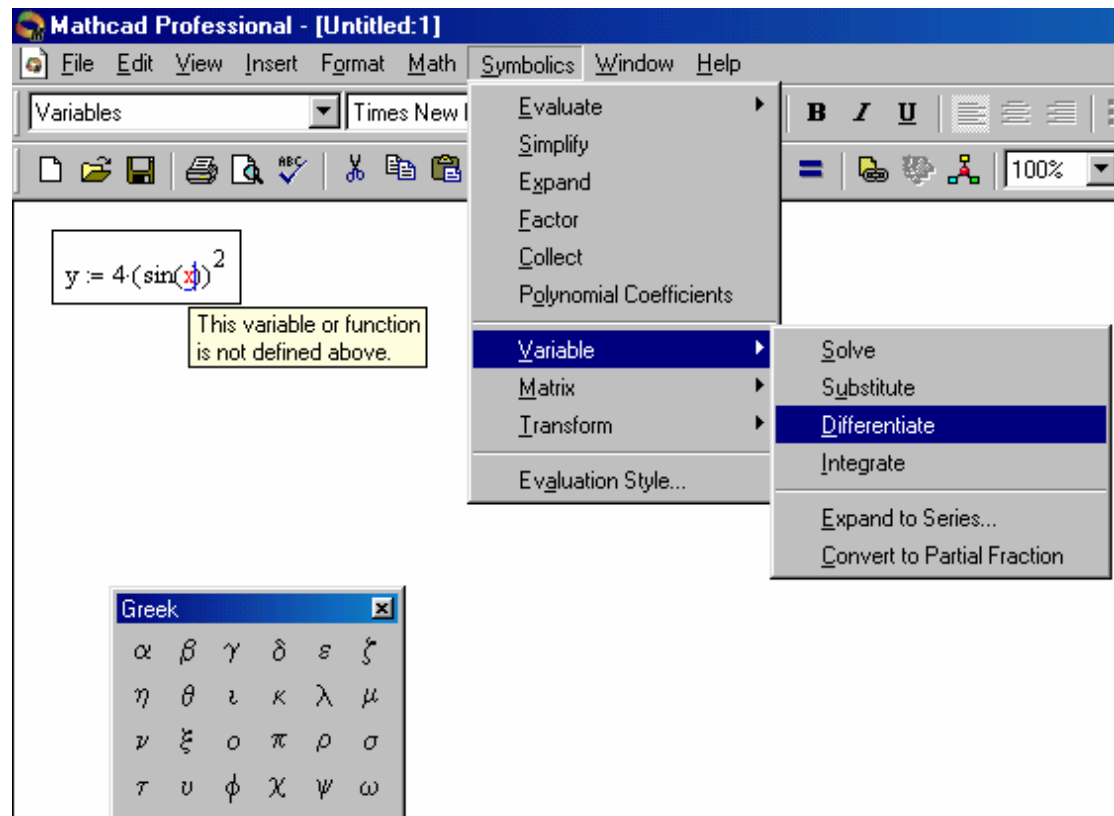 Mathcad Professional - [Untitled:1]
File Edit View Insert Format Math Symbolics Window Help
Variables Times New B I U
ABC = 100%
Evaluate
Simplify
Expand
Factor
Collect
Polynomial Coefficients
Variable
Matrix
Transform
Evaluation Style...
Solve
Substitute
Differentiate
Integrate
Expand to Series...
Convert to Partial Fraction
y := 4·(sin(x))²
This variable or function
is not defined above.
Greek
α β γ δ ε ζ
η θ ι κ λ μ
ν ξ ο π ρ σ
τ υ ϕ χ ψ ω